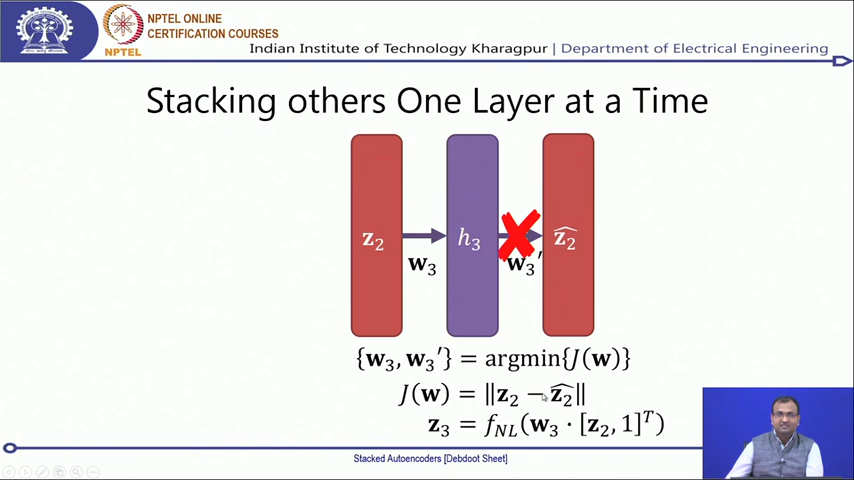 NPTEL ONLINE
CERTIFICATION COURSES
NPTEL
Indian Institute of Technology Kharagpur | Department of Electrical Engineering
Stacking others One Layer at a Time
z₂ h₃ ẑ₂
w₃ w₃′
{w₃, w₃′} = argmin{J(w)}
J(w) = ‖z₂ − ẑ₂‖
z₃ = f_NL(w₃ · [z₂, 1]ᵀ)
Stacked Autoencoders [Debdoot Sheet]